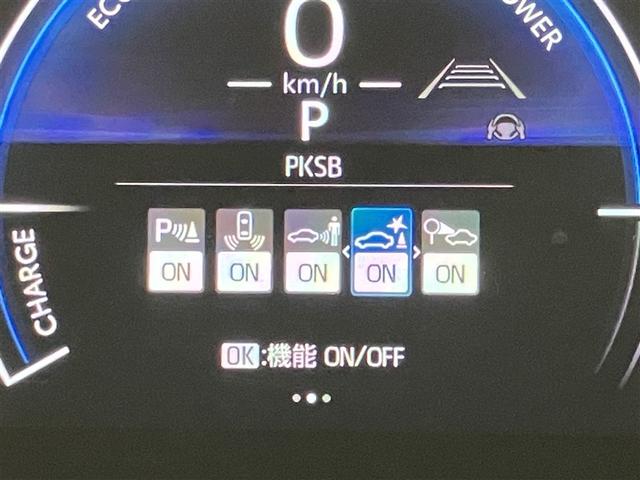 ECO
POWER
0
km/h
P
PKSB
P
ON ON ON ON ON
CHARGE
OK:機能 ON/OFF